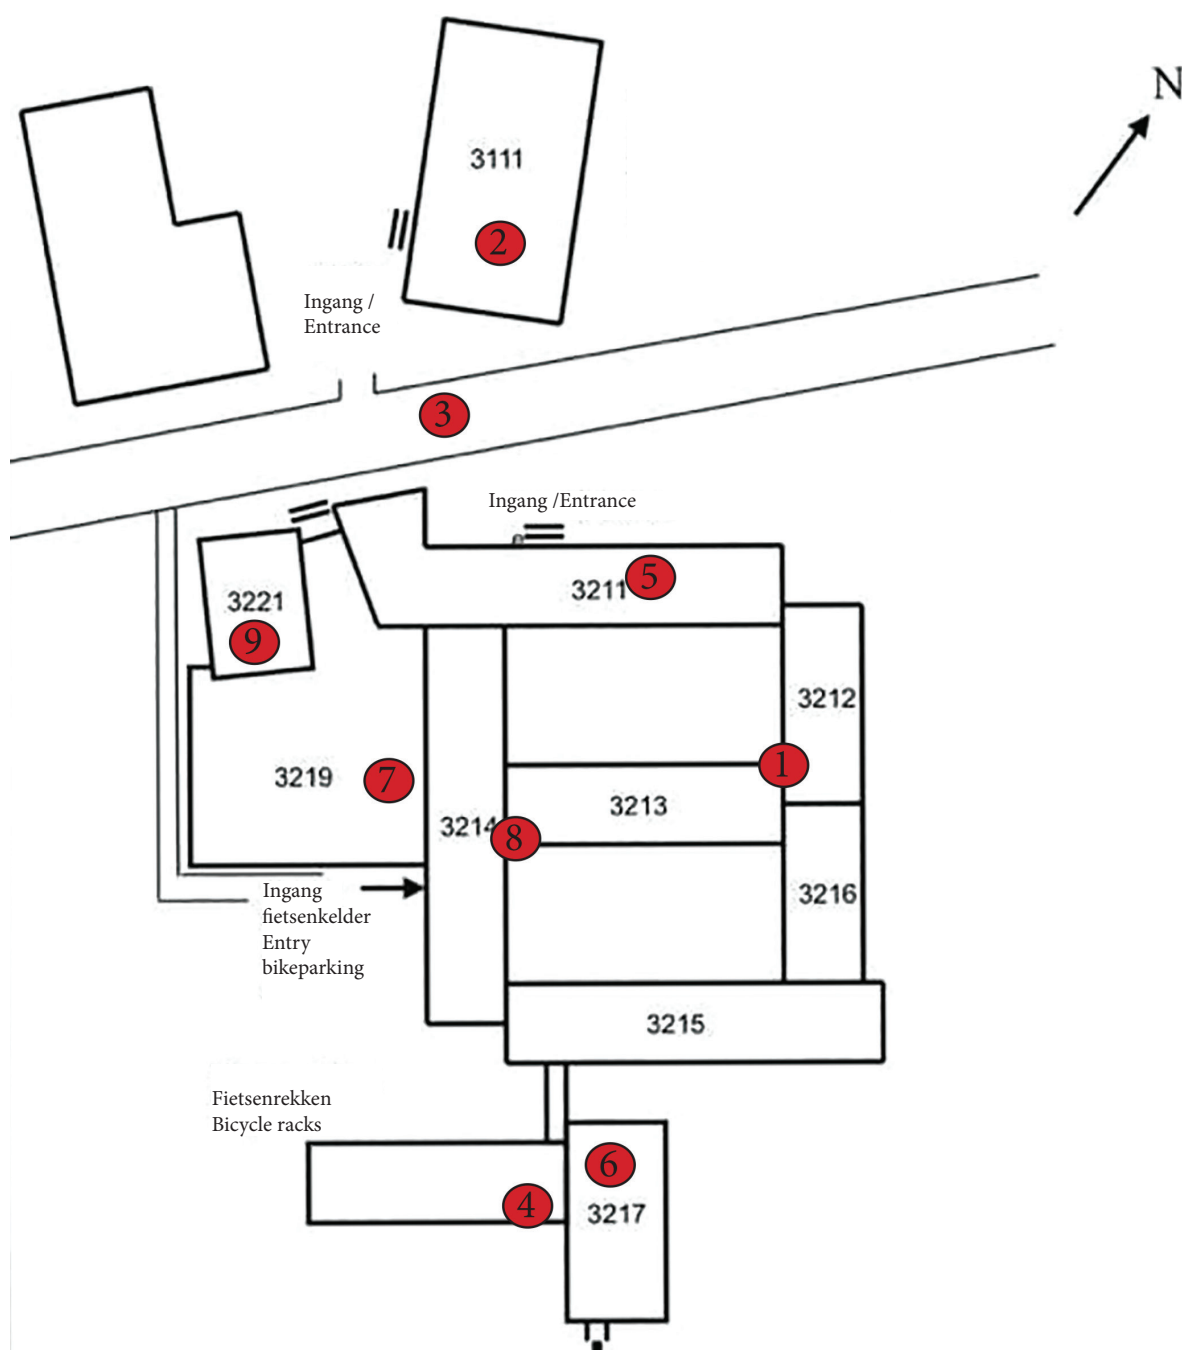 N
3111
2
Ingang /
Entrance
3
Ingang /Entrance
3211
5
3221
9
3212
3219
7
1
3213
3214
8
3216
Ingang
fietsenkelder
Entry
bikeparking
3215
Fietsenrekken
Bicycle racks
6
4
3217